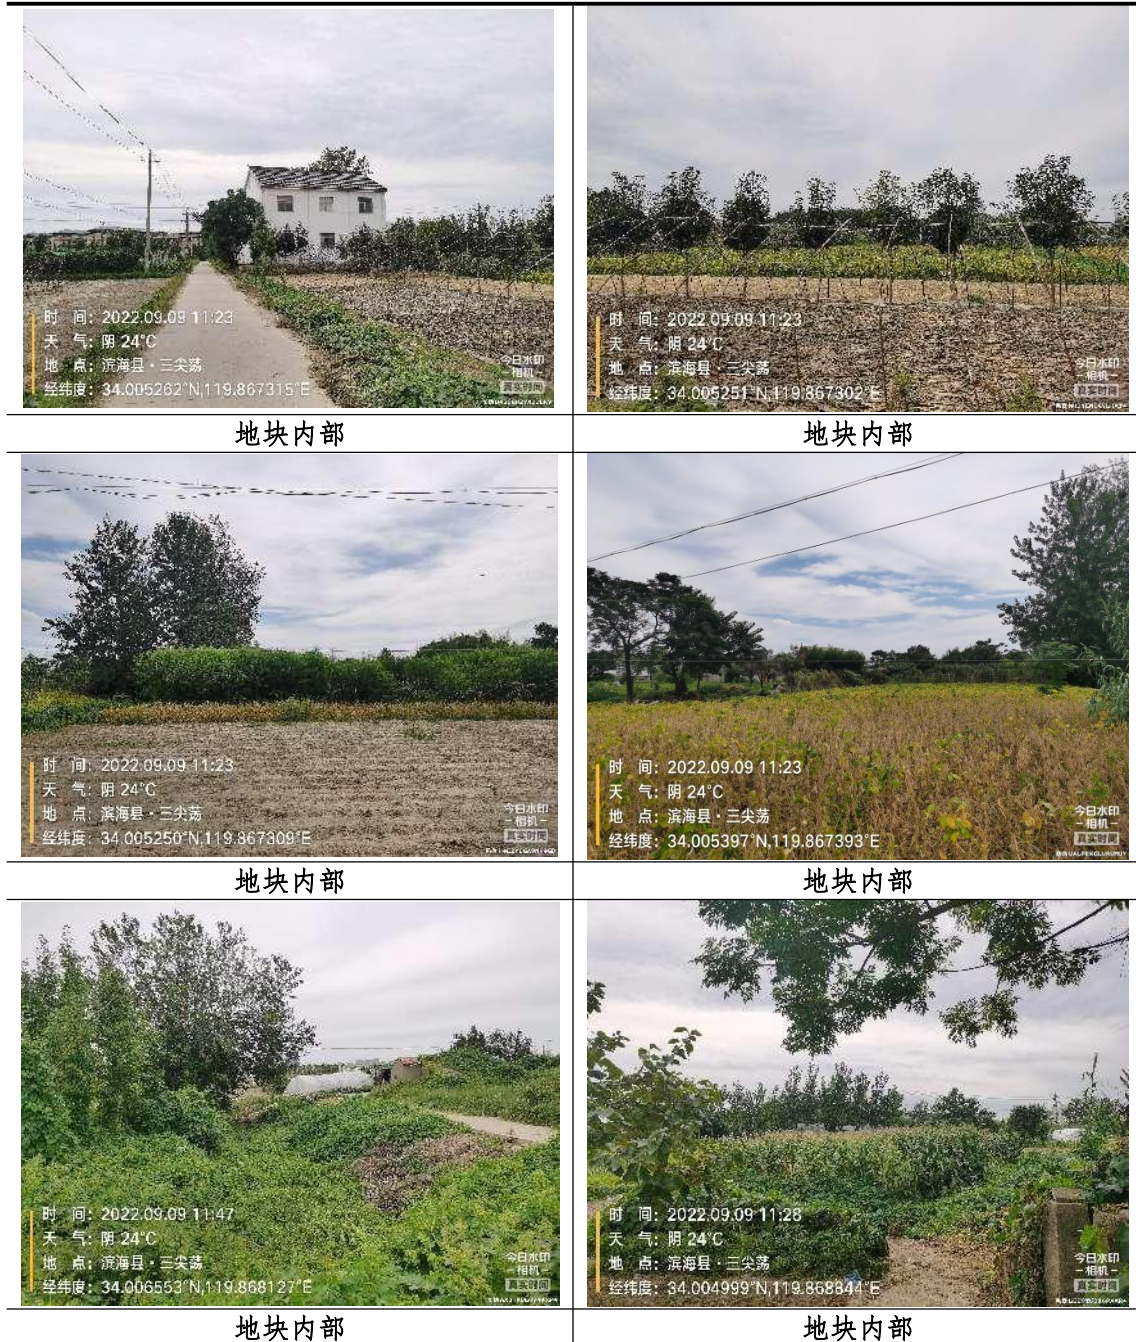 时 间: 2022.09.09 11:23
天 气: 阴 24℃
地 点: 滨海县·三尖荡
经纬度: 34.005262°N,119.867315°E
今日水印
-相机-
真实时间
时 间: 2022.09.09 11:23
天 气: 阴 24℃
地 点: 滨海县·三尖荡
经纬度: 34.005251°N,119.867302°E
今日水印
-相机-
真实时间
地块内部
地块内部
时 间: 2022.09.09 11:23
天 气: 阴 24℃
地 点: 滨海县·三尖荡
经纬度: 34.005250°N,119.867309°E
今日水印
-相机-
真实时间
时 间: 2022.09.09 11:23
天 气: 阴 24℃
地 点: 滨海县·三尖荡
经纬度: 34.005397°N,119.867393°E
今日水印
-相机-
真实时间
地块内部
地块内部
时 间: 2022.09.09 11:47
天 气: 阴 24℃
地 点: 滨海县·三尖荡
经纬度: 34.006553°N,119.868127°E
今日水印
-相机-
真实时间
时 间: 2022.09.09 11:28
天 气: 阴 24℃
地 点: 滨海县·三尖荡
经纬度: 34.004999°N,119.868844°E
今日水印
-相机-
真实时间
地块内部
地块内部